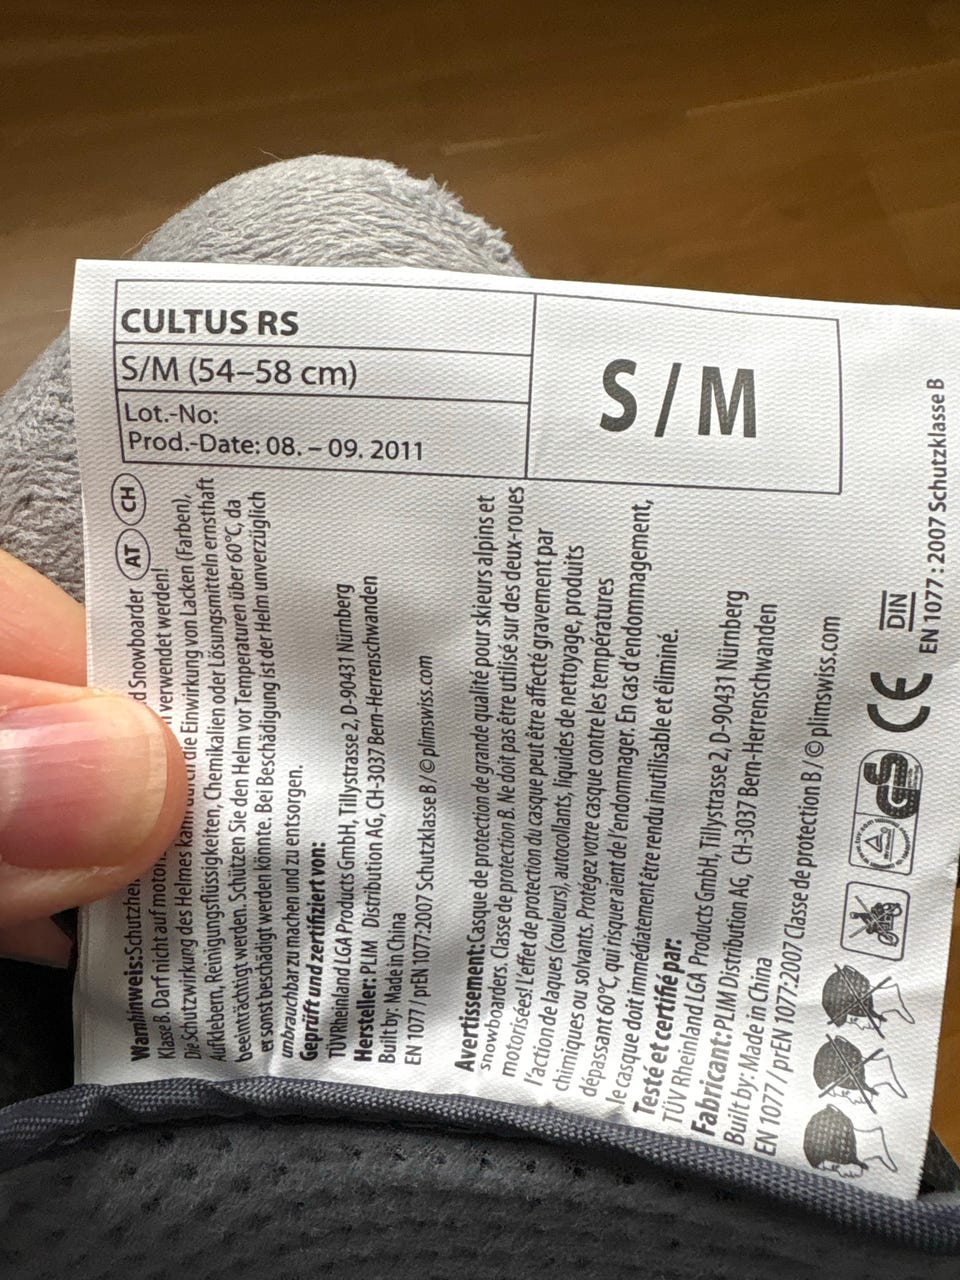 CULTUS RS
S/M (54–58 cm)
Lot.-No:
Prod.-Date: 08. – 09. 2011
S / M
Warnhinweis: d Snowboarder AT CH
Klasse B. Darf nicht auf verwendet werden!
Die Schutzwirkung des Helmes kann durch die Einwirkung von Lacken (Farben),
Aufklebern, Reinigungsflüssigkeiten, Chemikalien oder Lösungsmitteln ernsthaft
beeinträchtigt werden. Schützen Sie den Helm vor Temperaturen über 60°C, da
er sonst beschädigt werden könnte. Bei Beschädigung ist der Helm unverzüglich
unbrauchbar zu machen und zu entsorgen.
Geprüft und zertifiziert von:
TÜV Rheinland LGA Products GmbH, Tillystrasse 2, D-90431 Nürnberg
Hersteller: PLIM Distribution AG, CH-3037 Bern-Herrenschwanden
Built by: Made in China
EN 1077 / prEN 1077:2007 Schutzklasse B / © plimswiss.com
Avertissement: Casque de protection de grande qualité pour skieurs alpins et
snowboarders. Classe de protection B. Ne doit pas être utilisé sur des deux-roues
motorisées! L'effet de protection du casque peut être affecté gravement par
l'action de laques (couleurs), autocollants, liquides de nettoyage, produits
chimiques ou solvants. Protégez votre casque contre les températures
dépassant 60°C, qui risquer aient de l'endomager. En cas d'endommagement,
le casque doit immédiatement être rendu inutilisable et éliminé.
Testé et certifié par:
TÜV Rheinland LGA Products GmbH, Tillystrasse 2, D-90431 Nürnberg
Fabricant: PLIM Distribution AG, CH-3037 Bern-Herrenschwanden
Built by: Made in China
EN 1077 / prEN 1077:2007 Classe de protection B / © plimswiss.com
GS CE DIN
EN 1077 : 2007 Schutzklasse B